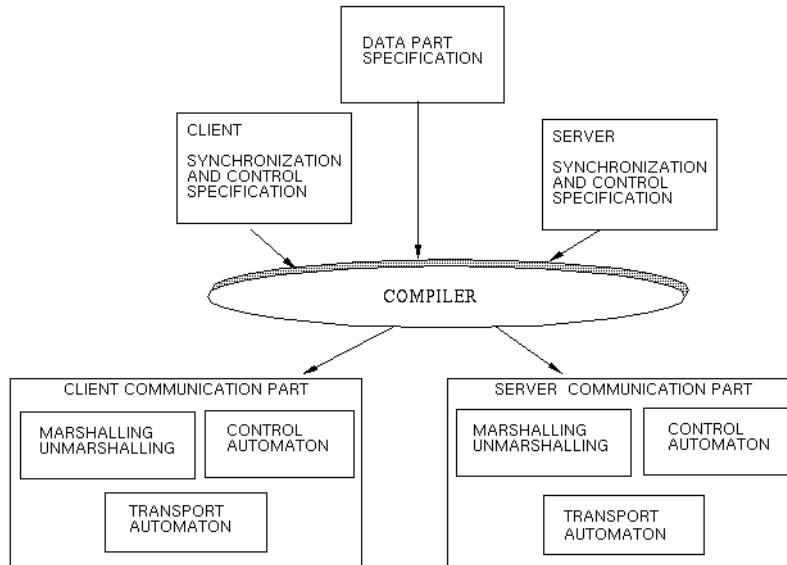 DATA PART
SPECIFICATION
CLIENT
SYNCHRONIZATION
AND CONTROL
SPECIFICATION
SERVER
SYNCHRONIZATION
AND CONTROL
SPECIFICATION
COMPILER
CLIENT COMMUNICATION PART
MARSHALLING
UNMARSHALLING
CONTROL
AUTOMATON
TRANSPORT
AUTOMATON
SERVER COMMUNICATION PART
MARSHALLING
UNMARSHALLING
CONTROL
AUTOMATON
TRANSPORT
AUTOMATON